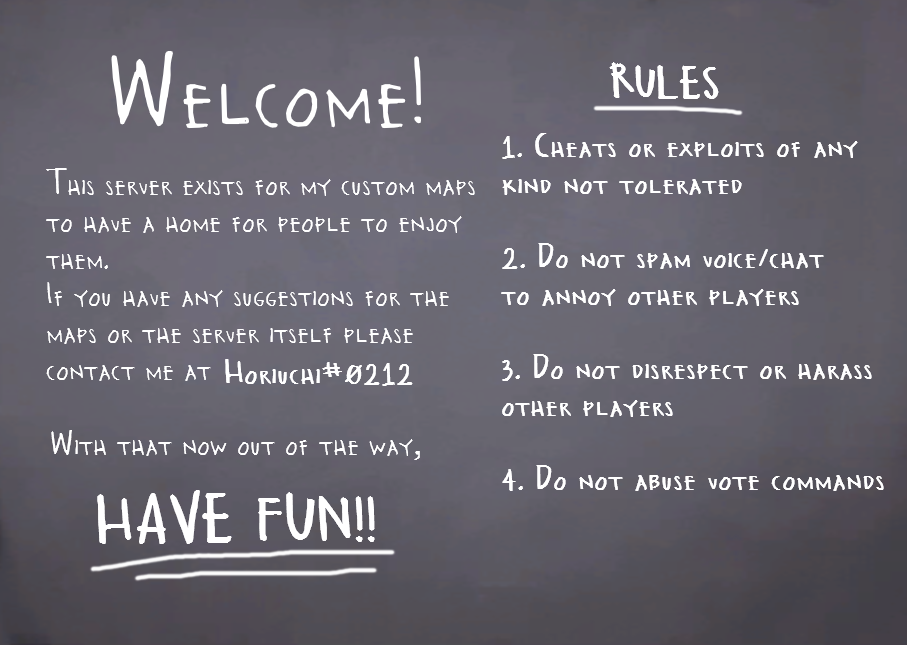 Welcome!
This server exists for my custom maps
to have a home for people to enjoy
them.
If you have any suggestions for the
maps or the server itself please
contact me at Horiuchi#0212
With that now out of the way,
HAVE FUN!!
RULES
1. Cheats or exploits of any
kind not tolerated
2. Do not spam voice/chat
to annoy other players
3. Do not disrespect or harass
other players
4. Do not abuse vote commands